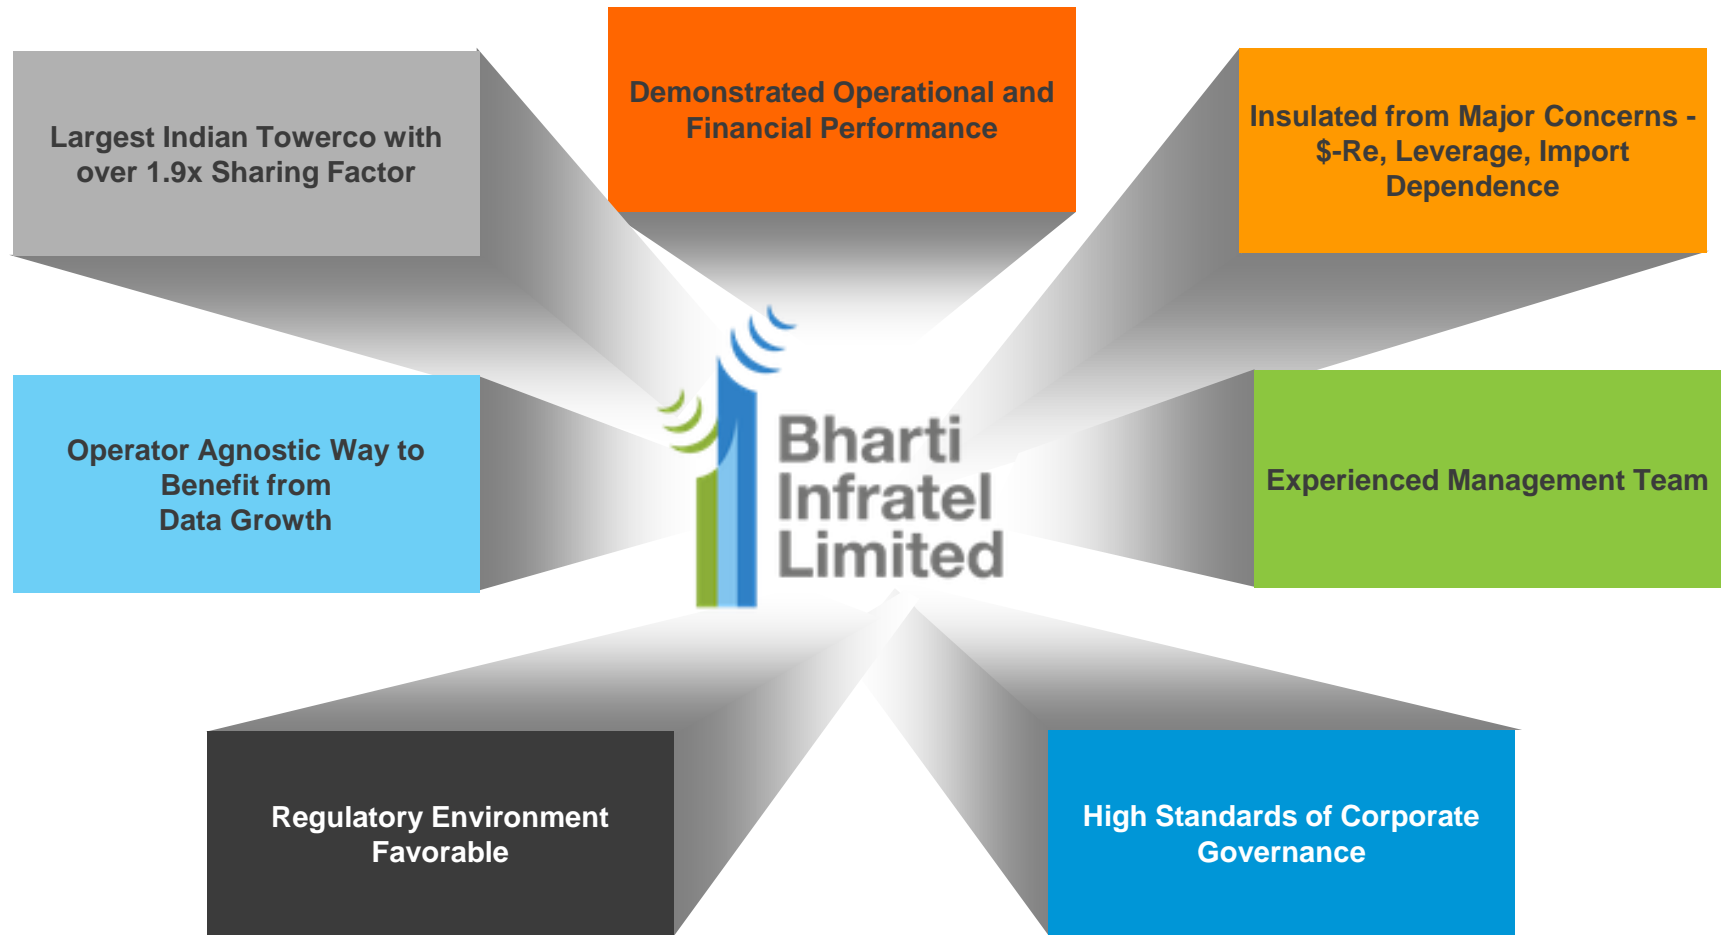 Demonstrated Operational and
Financial Performance
Largest Indian Towerco with
over 1.9x Sharing Factor
Insulated from Major Concerns -
$-Re, Leverage, Import
Dependence
Operator Agnostic Way to
Benefit from
Data Growth
Bharti
Infratel
Limited
Experienced Management Team
Regulatory Environment
Favorable
High Standards of Corporate
Governance